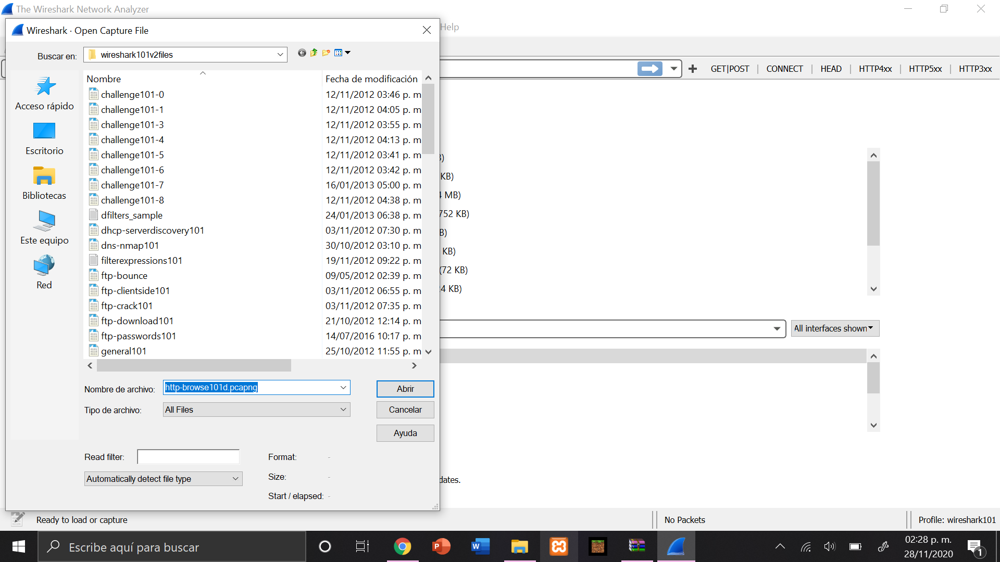 The Wireshark Network Analyzer
Wireshark · Open Capture File
Help
Buscar en:
wireshark101v2files
GET|POST
CONNECT
HEAD
HTTP4xx
HTTP5xx
HTTP3xx
Nombre
Fecha de modificación
challenge101-0
12/11/2012 03:46 p. m
challenge101-1
12/11/2012 04:05 p. m
challenge101-3
12/11/2012 03:55 p. m
challenge101-4
12/11/2012 04:13 p. m
challenge101-5
12/11/2012 03:41 p. m
challenge101-6
12/11/2012 03:42 p. m
challenge101-7
16/01/2013 05:00 p. m
challenge101-8
12/11/2012 04:38 p. m
dfilters_sample
24/01/2013 06:38 p. m
dhcp-serverdiscovery101
03/11/2012 07:30 p. m
dns-nmap101
30/10/2012 03:10 p. m
filterexpressions101
19/11/2012 09:22 p. m
ftp-bounce
09/05/2012 02:39 p. m
ftp-clientside101
03/11/2012 06:55 p. m
ftp-crack101
03/11/2012 07:35 p. m
ftp-download101
21/10/2012 12:14 p. m
ftp-passwords101
14/07/2016 10:17 p. m
general101
25/10/2012 11:55 p. m
Acceso rápido
Escritorio
Bibliotecas
Este equipo
Red
KB)
MB)
752 KB)
KB)
(72 KB)
4 KB)
All interfaces shown
Nombre de archivo:
http-browse101d.pcapng
Abrir
Tipo de archivo:
All Files
Cancelar
Ayuda
Read filter:
Format: -
Automatically detect file type
Size: -
Start / elapsed: -
dates.
Ready to load or capture
No Packets
Profile: wireshark101
Escribe aquí para buscar
02:28 p. m.
28/11/2020
1